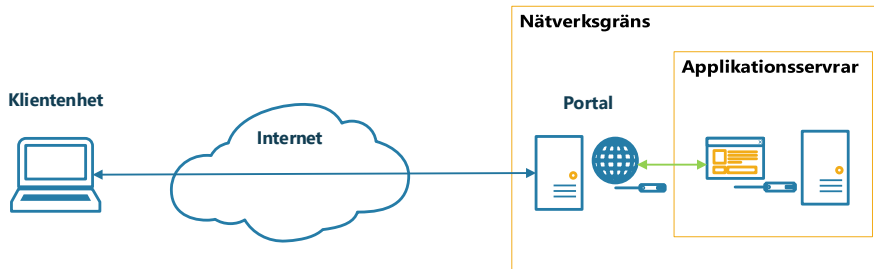 Nätverksgräns
Applikationsservrar
Klientenhet
Portal
Internet